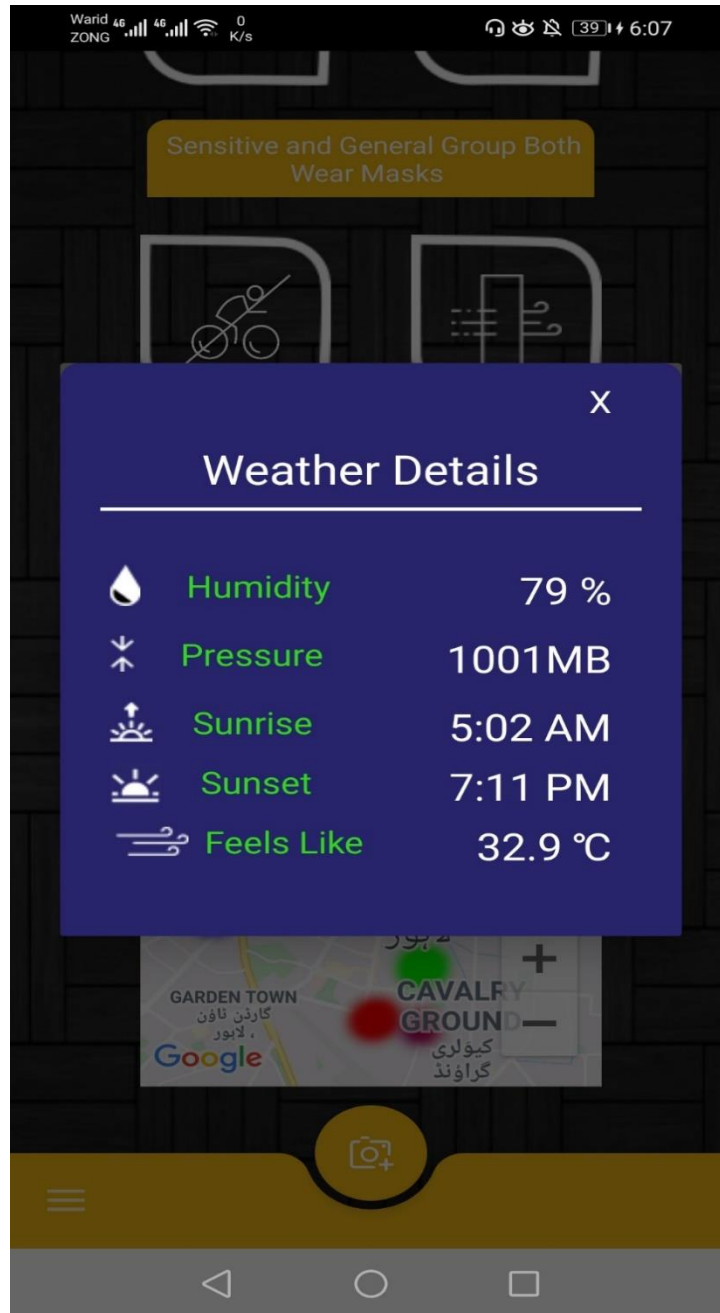 Warid 4G 4G 0 39 6:07
ZONG K/s
Sensitive and General Group Both
Wear Masks
X
Weather Details
Humidity 79 %
Pressure 1001MB
Sunrise 5:02 AM
Sunset 7:11 PM
Feels Like 32.9 °C
لاہور
+
GARDEN TOWN
گارڈن ٹاؤن
، لاہور
CAVALRY
GROUND
کیولری
گراؤنڈ
−
Google